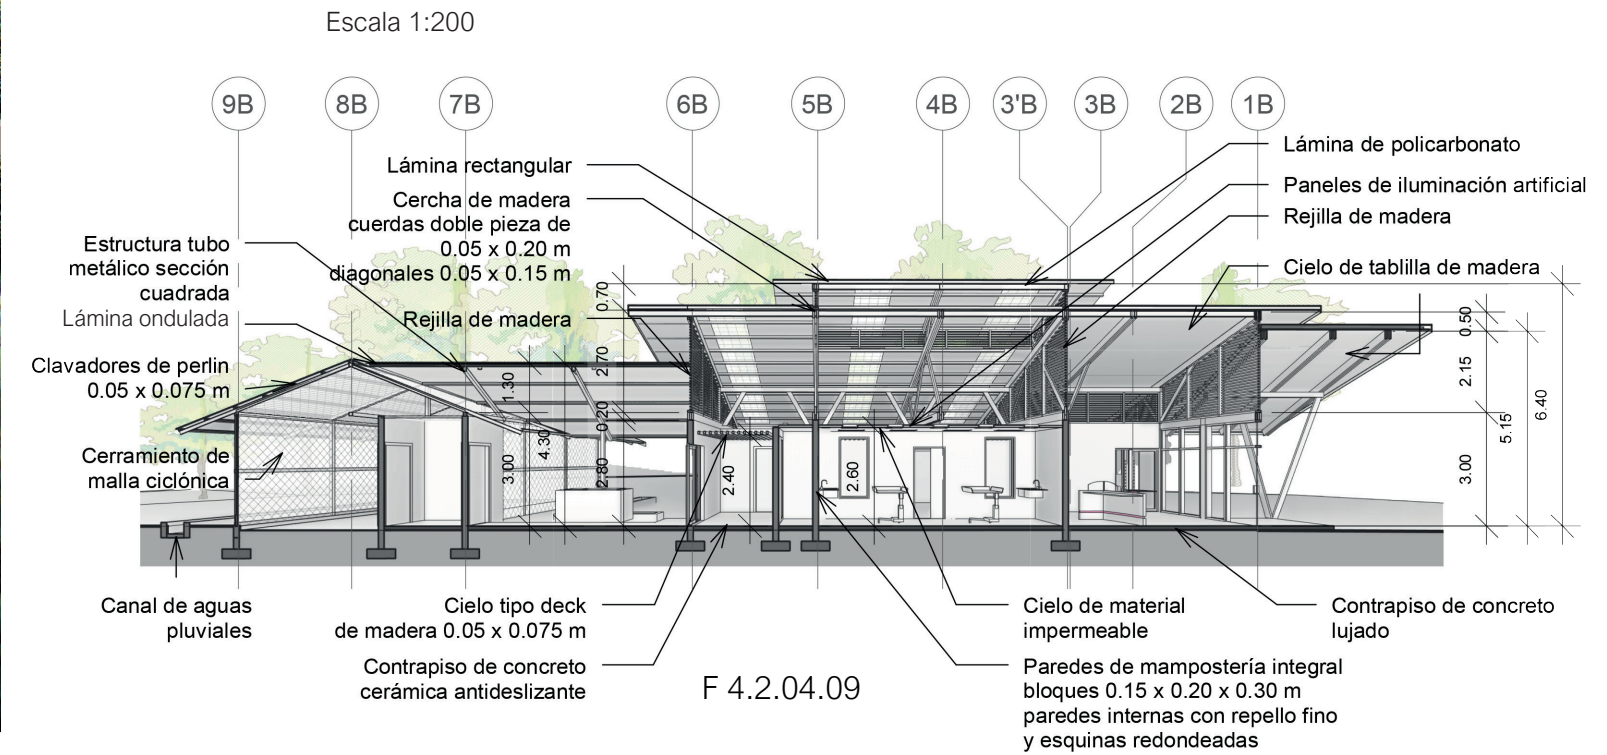 Escala 1:200
9B
8B
7B
6B
5B
4B
3'B
3B
2B
1B
Lámina rectangular
Cercha de madera
cuerdas doble pieza de
0.05 x 0.20 m
diagonales 0.05 x 0.15 m
Rejilla de madera
Estructura tubo
metálico sección
cuadrada
Lámina ondulada
Clavadores de perlin
0.05 x 0.075 m
Cerramiento de
malla ciclónica
Lámina de policarbonato
Paneles de iluminación artificial
Rejilla de madera
Cielo de tablilla de madera
0.70
2.70
1.30
0.20
4.30
3.00
2.80
2.40
2.60
0.50
2.15
3.00
5.15
6.40
Canal de aguas
pluviales
Cielo tipo deck
de madera 0.05 x 0.075 m
Contrapiso de concreto
cerámica antideslizante
Cielo de material
impermeable
Paredes de mampostería integral
bloques 0.15 x 0.20 x 0.30 m
paredes internas con repello fino
y esquinas redondeadas
Contrapiso de concreto
lujado
F 4.2.04.09